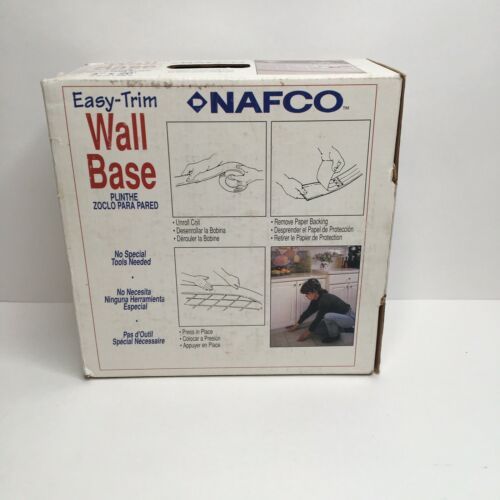 Easy-Trim
NAFCO™
Wall
Base
PLINTHE
ZOCLO PARA PARED
• Unroll Coil
• Desenrollar la Bobina
• Dérouler la Bobine
• Remove Paper Backing
• Desprender el Papel de Protección
• Retirer le Papier de Protection
No Special
Tools Needed
•
No Necesita
Ninguna Herramienta
Especial
•
Pas d'Outil
Spécial Nécessaire
• Press in Place
• Colocar a Presión
• Appuyer en Place